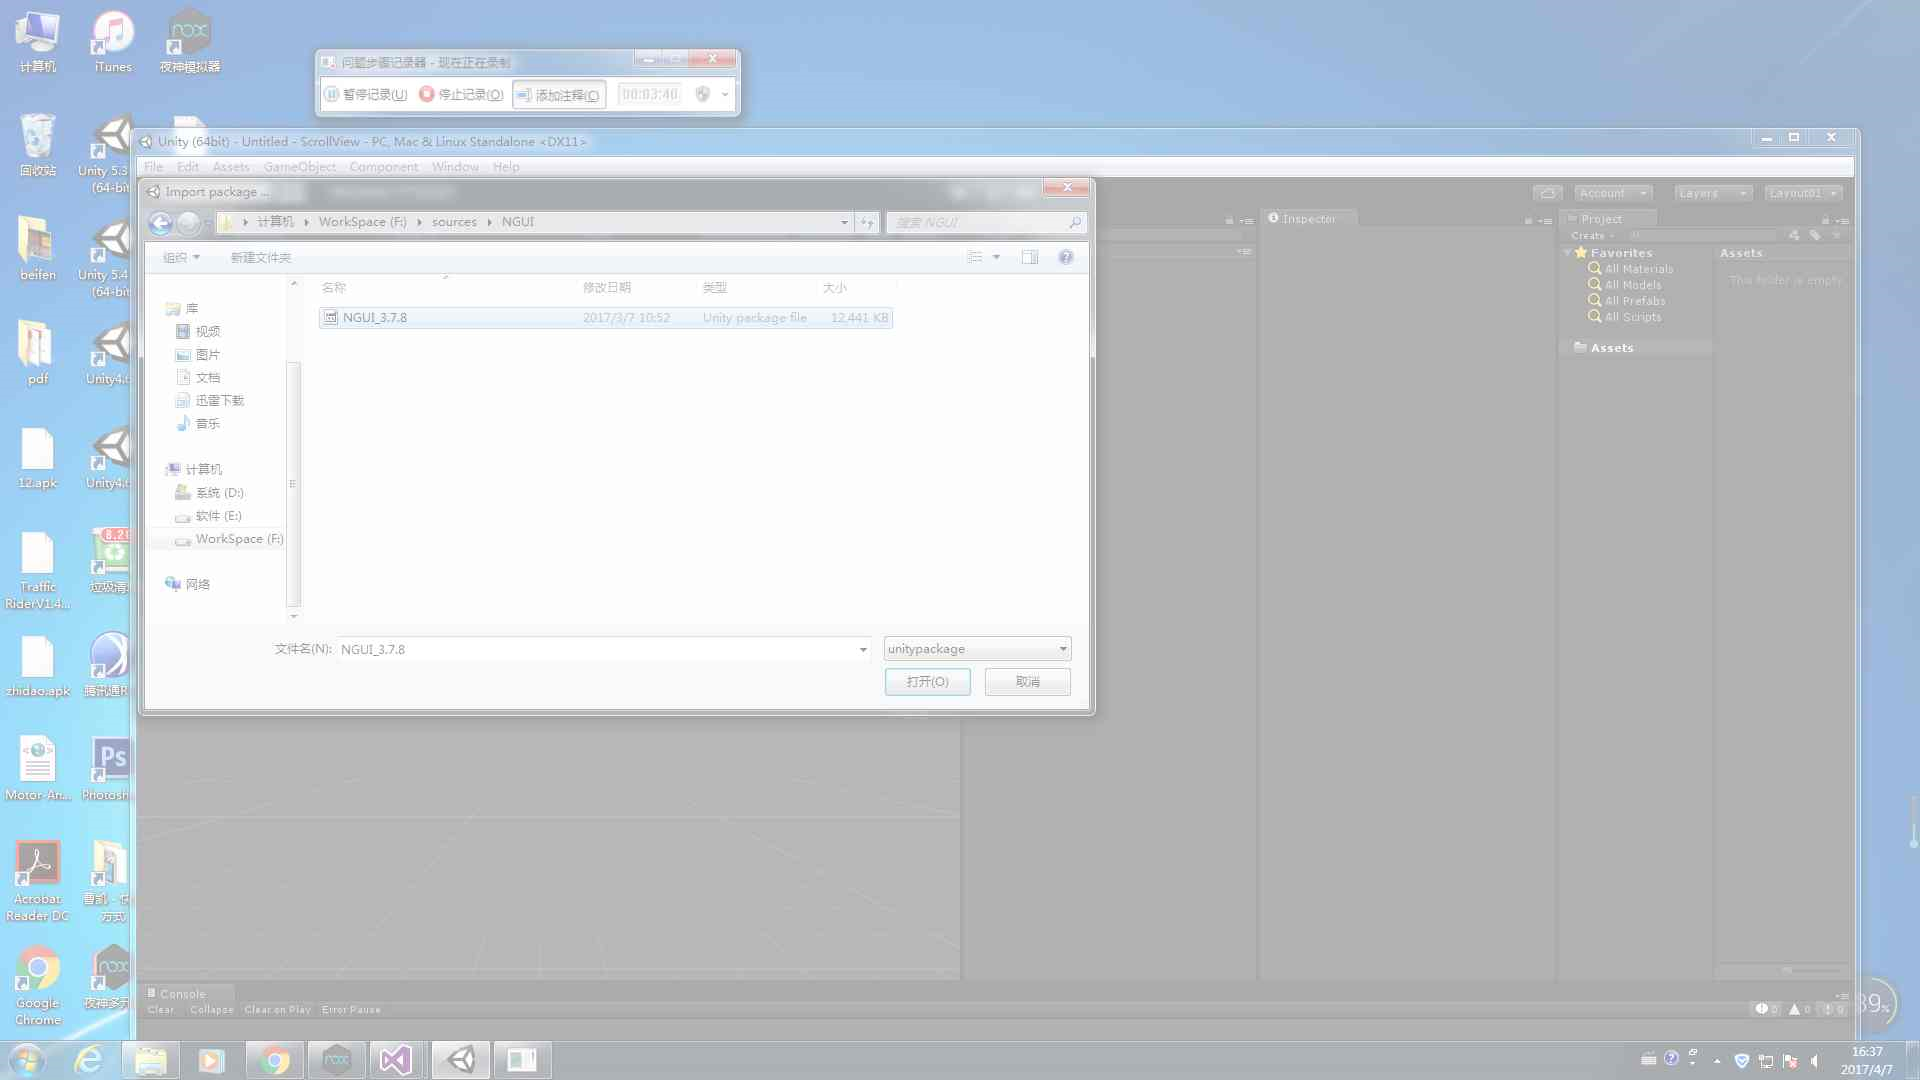 计算机
iTunes
夜神模拟器
问题步骤记录器 - 现在正在录制
暂停记录(U)
停止记录(O)
添加注释(C)
00:03:40
回收站
Unity 5.3
(64-bit
Unity (64bit) - Untitled - ScrollView - PC, Mac & Linux Standalone <DX11>
File Edit Assets GameObject Component Window Help
Import package ...
Account
Layers
Layout01
计算机 WorkSpace (F:) sources NGUI
搜索 NGUI
Inspector
Project
Create
组织
新建文件夹
Favorites
All Materials
All Models
All Prefabs
All Scripts
Assets
Assets
This folder is empty
beifen
Unity 5.4
(64-bit
名称 修改日期 类型 大小
NGUI_3.7.8 2017/3/7 10:52 Unity package file 12,441 KB
库
视频
图片
文档
迅雷下载
音乐
计算机
系统 (D:)
软件 (E:)
WorkSpace (F:)
网络
pdf
Unity4.6
12.apk
Unity4.6
Traffic
RiderV1.4...
8.28
文件名(N): NGUI_3.7.8
unitypackage
打开(O)
取消
zhidao.apk
腾讯通R
Motor-An...
Ps
Photosh
Acrobat
Reader DC
方式
Google
Chrome
nox
夜神多开
Console
Clear Collapse Clear on Play Error Pause
0 0 0
89%
16:37
2017/4/7